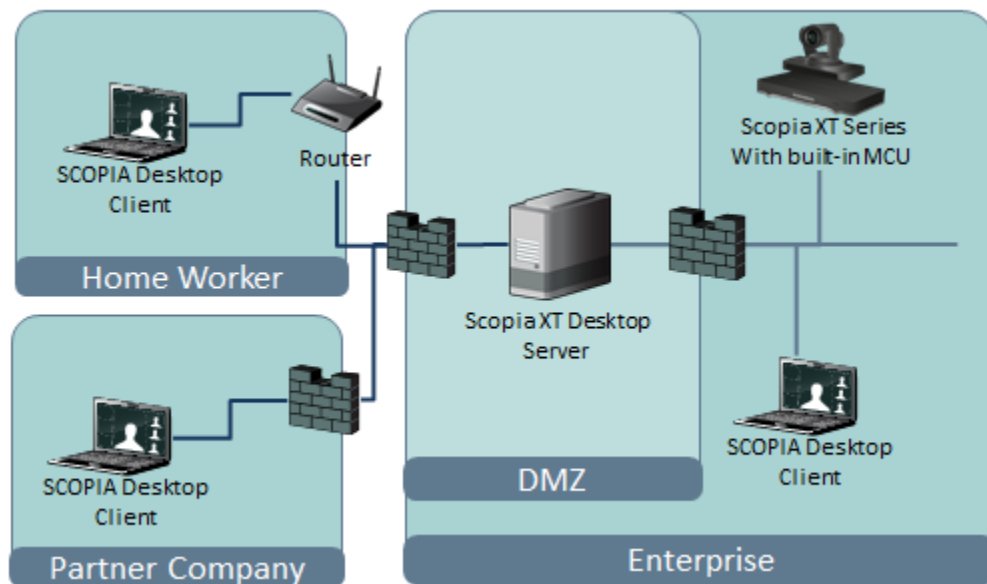 SCOPIA Desktop
Client
Router
Home Worker
SCOPIA Desktop
Client
Partner Company
Scopia XT Desktop
Server
DMZ
Scopia XT Series
With built-in MCU
SCOPIA Desktop
Client
Enterprise